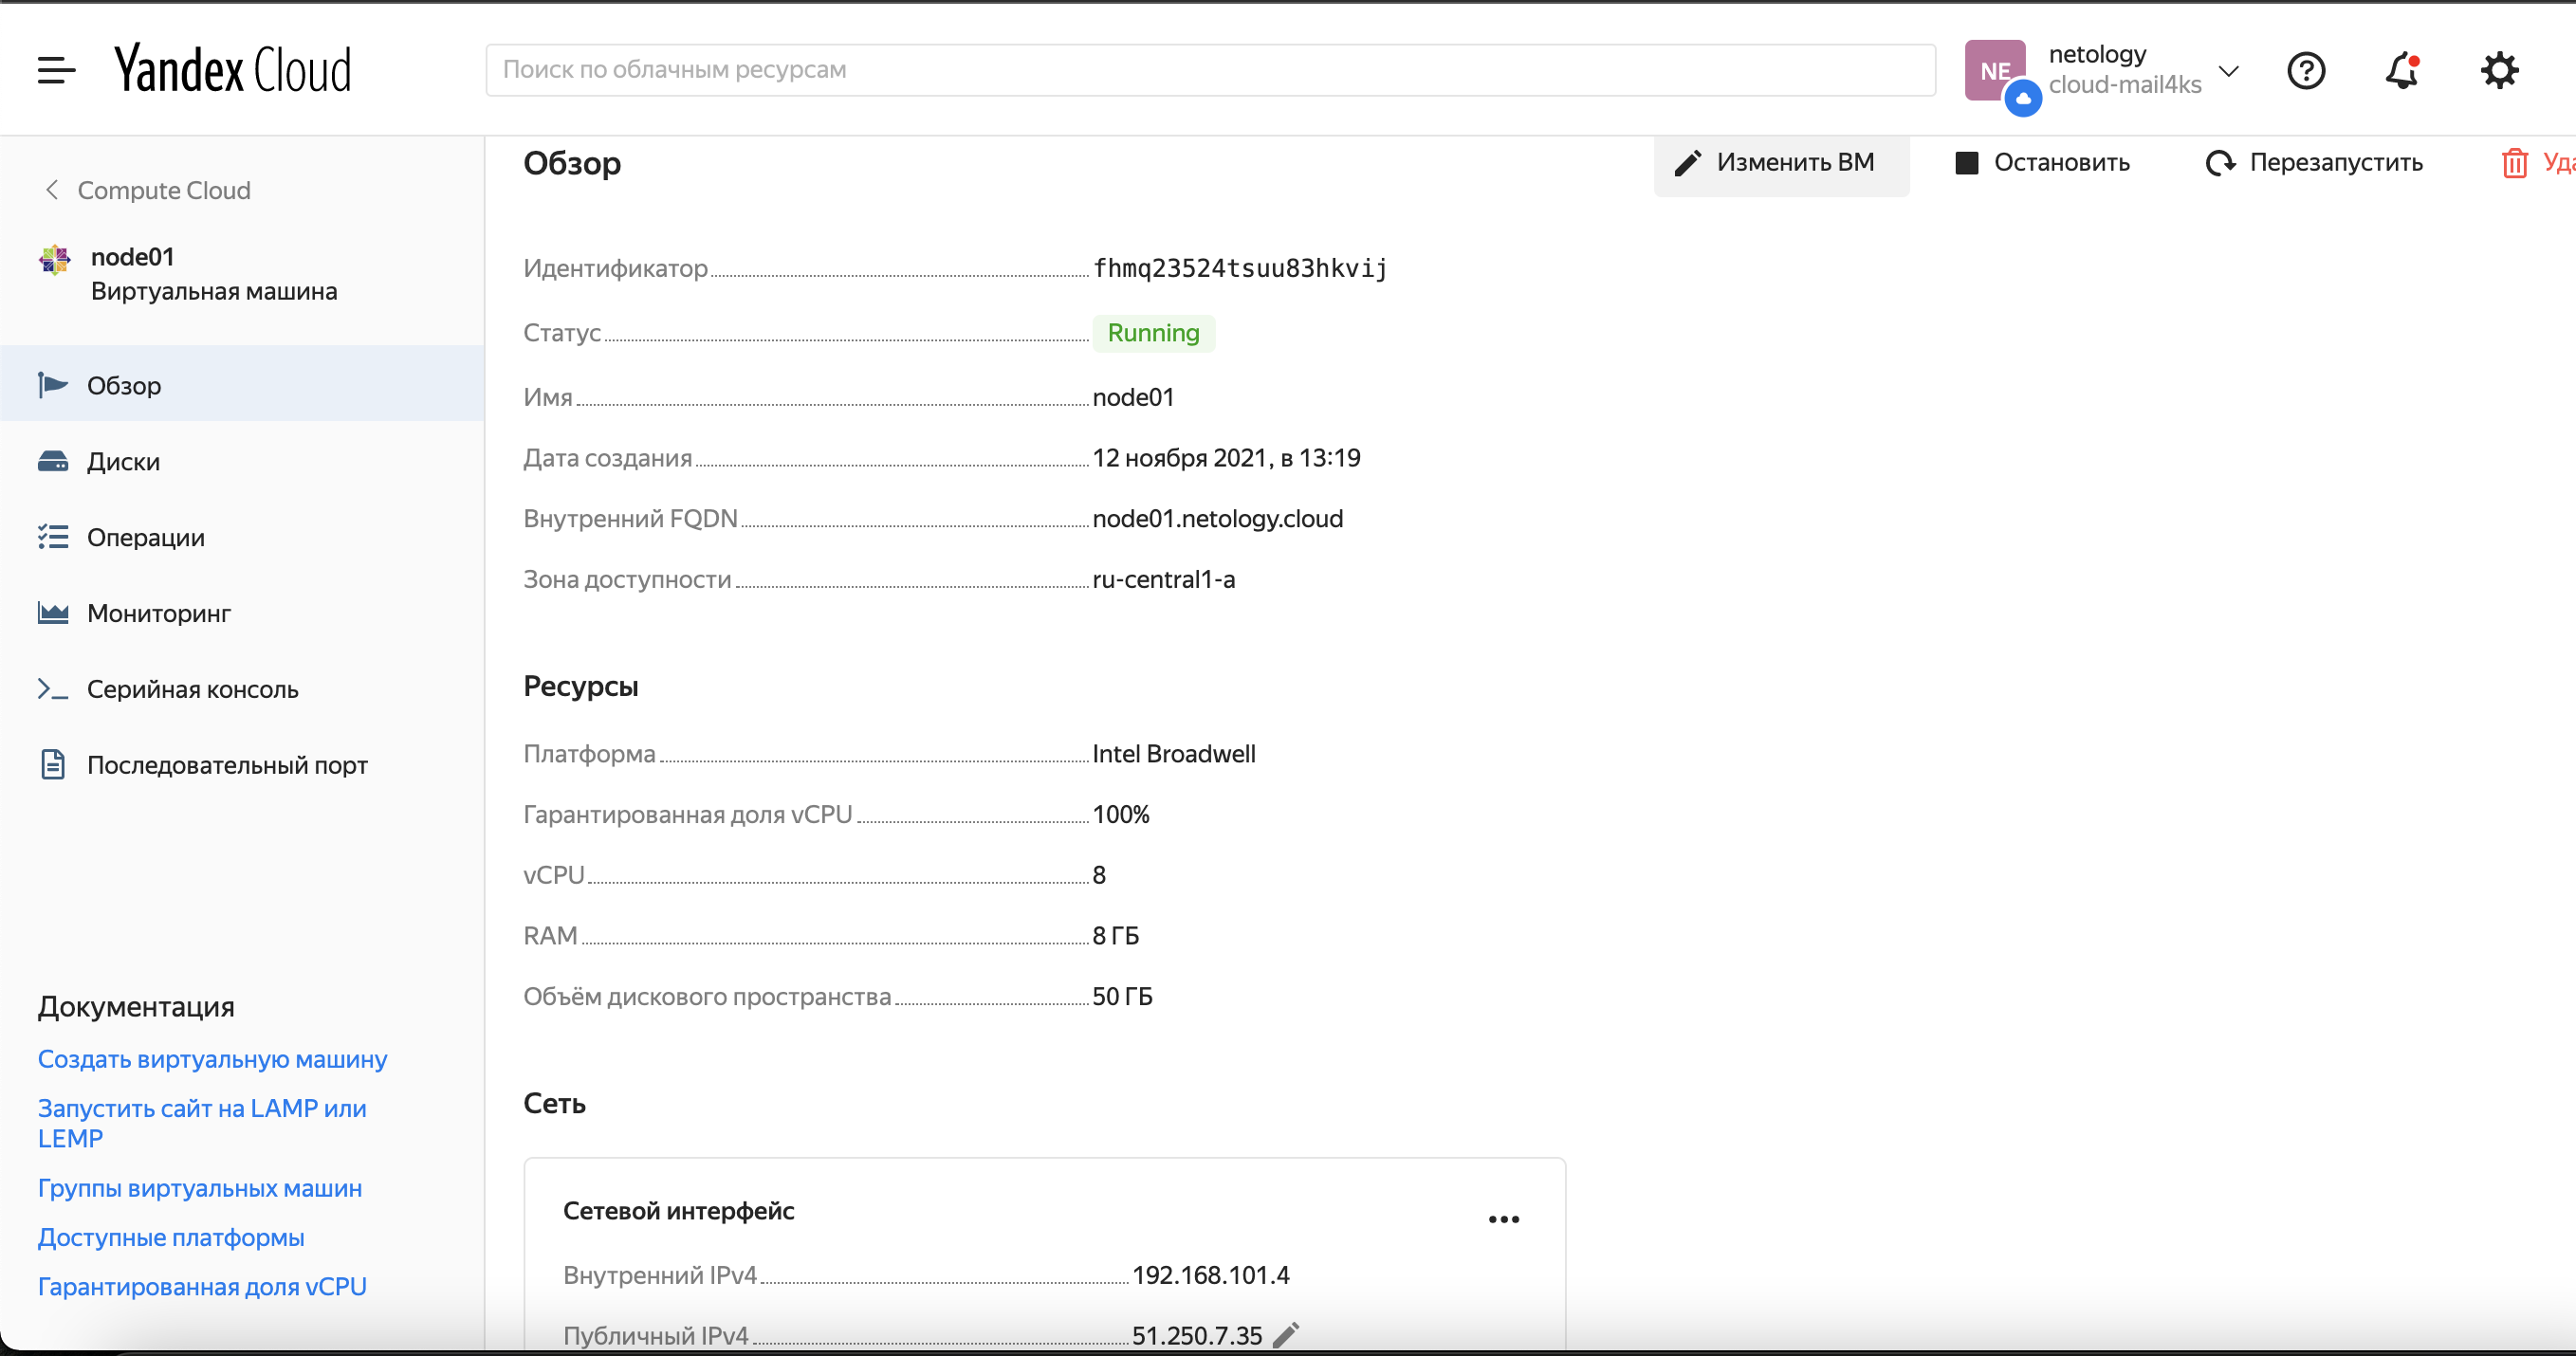 Yandex Cloud
Поиск по облачным ресурсам
NE
netology
cloud-mail4ks
Compute Cloud
node01
Виртуальная машина
Обзор
Диски
Операции
Мониторинг
Серийная консоль
Последовательный порт
Документация
Создать виртуальную машину
Запустить сайт на LAMP или
LEMP
Группы виртуальных машин
Доступные платформы
Гарантированная доля vCPU
Обзор
Изменить ВМ
Остановить
Перезапустить
Идентификатор fhmq23524tsuu83hkvij
Статус Running
Имя node01
Дата создания 12 ноября 2021, в 13:19
Внутренний FQDN node01.netology.cloud
Зона доступности ru-central1-a
Ресурсы
Платформа Intel Broadwell
Гарантированная доля vCPU 100%
vCPU 8
RAM 8 ГБ
Объём дискового пространства 50 ГБ
Сеть
Сетевой интерфейс
Внутренний IPv4 192.168.101.4
Публичный IPv4 51.250.7.35